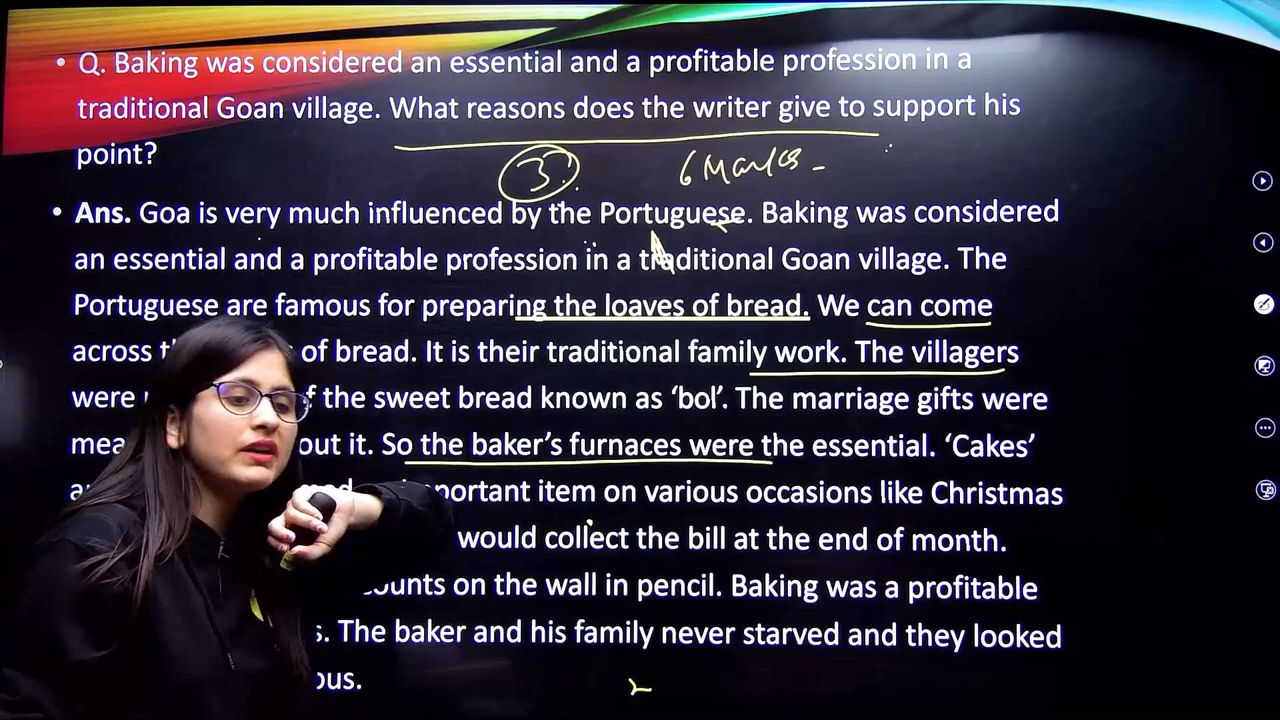 • Q. Baking was considered an essential and a profitable profession in a
traditional Goan village. What reasons does the writer give to support his
point?
3 6 Marks -
• Ans. Goa is very much influenced by the Portuguese. Baking was considered
an essential and a profitable profession in a traditional Goan village. The
Portuguese are famous for preparing the loaves of bread. We can come
across of bread. It is their traditional family work. The villagers
were the sweet bread known as ‘bol’. The marriage gifts were
So the baker’s furnaces were the essential. ‘Cakes’
item on various occasions like Christmas
would collect the bill at the end of month.
on the wall in pencil. Baking was a profitable
The baker and his family never starved and they looked